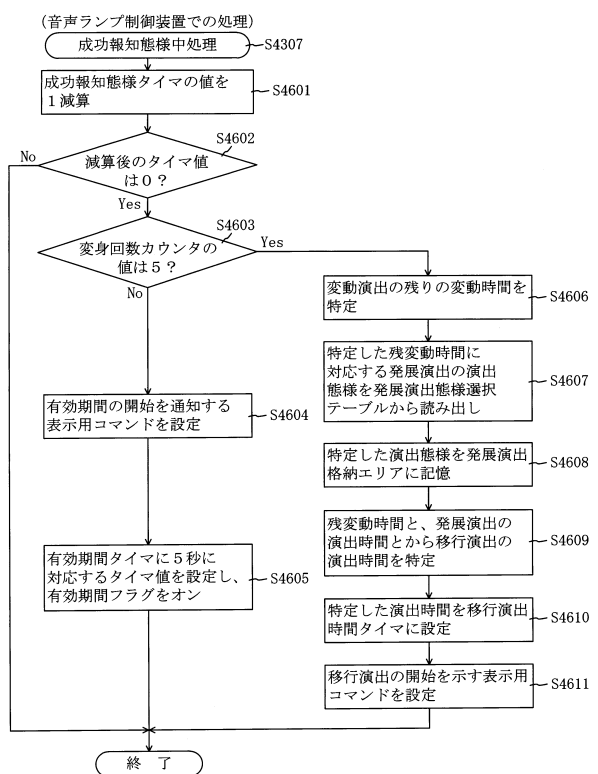 (音声ランプ制御装置での処理)
成功報知態様中処理
S4307
成功報知態様タイマの値を
１減算
S4601
S4602
No
減算後のタイマ値
は０？
Yes
S4603
変身回数カウンタの
値は５？
Yes
No
変動演出の残りの変動時間を
特定
S4606
特定した残変動時間に
対応する発展演出の演出
態様を発展演出態様選択
テーブルから読み出し
S4607
有効期間の開始を通知する
表示用コマンドを設定
S4604
特定した演出態様を発展演出
格納エリアに記憶
S4608
残変動時間と、発展演出の
演出時間とから移行演出の
演出時間を特定
S4609
有効期間タイマに５秒に
対応するタイマ値を設定し、
有効期間フラグをオン
S4605
特定した演出時間を移行演出
時間タイマに設定
S4610
移行演出の開始を示す表示用
コマンドを設定
S4611
終　了